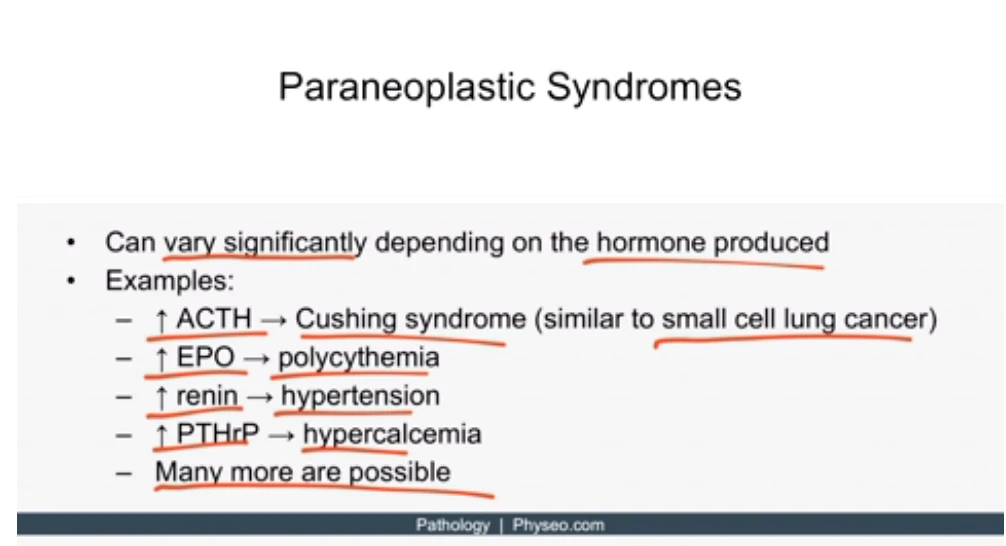 Paraneoplastic Syndromes
• Can vary significantly depending on the hormone produced
• Examples:
– ↑ ACTH → Cushing syndrome (similar to small cell lung cancer)
– ↑ EPO → polycythemia
– ↑ renin → hypertension
– ↑ PTHrP → hypercalcemia
– Many more are possible
Pathology | Physeo.com